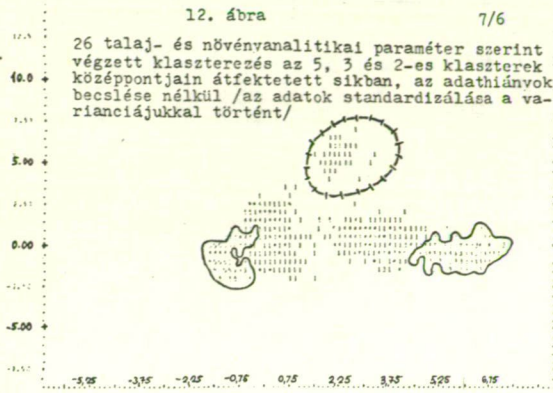 12. ábra
7/6
26 talaj- és növényanalitikai paraméter szerint
végzett klaszterezés az 5, 3 és 2-es klaszterek
középpontjain átfektetett sikban, az adathiányok
becslése nélkül /az adatok standardizálása a va-
rianciájukkal történt/
10.0
5.00
0.00
-5.00
-5,25 -3,75 -2,25 -0,75 0,75 2,25 3,75 5,25 6,75